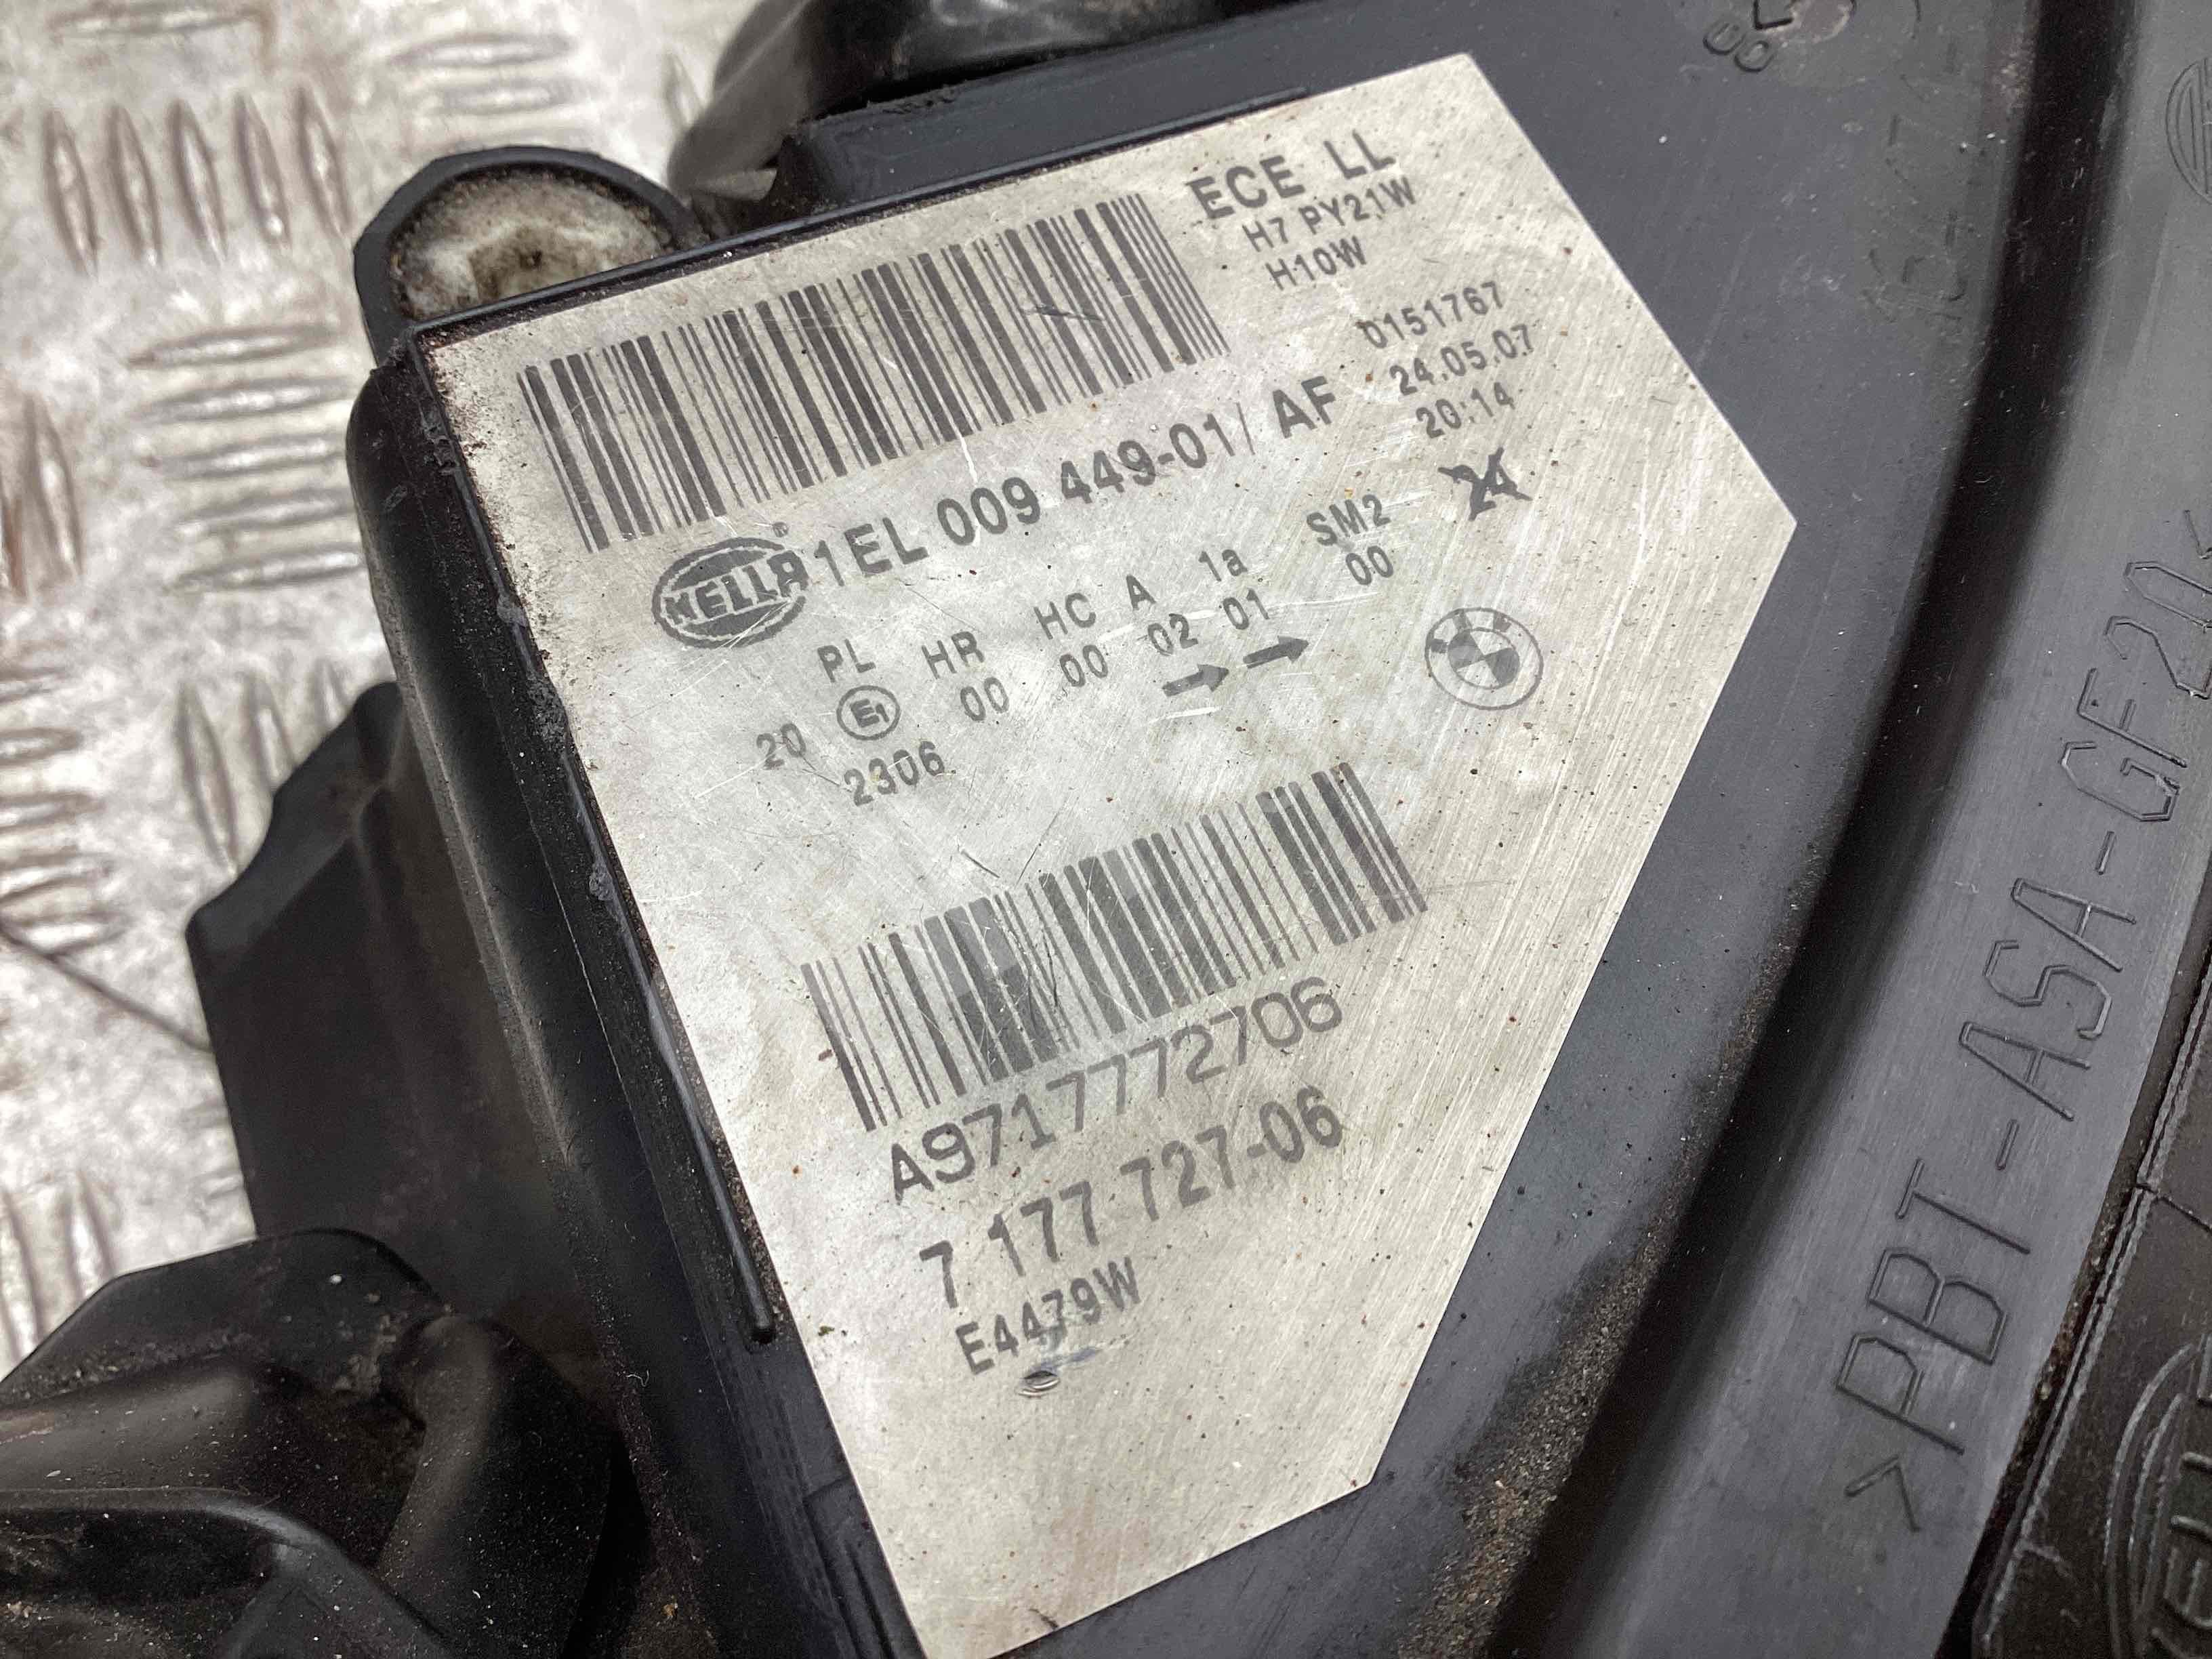 ECE LL
H7 PY21W
H10W
0151767
24.05.07
20:14
24
HELLA® 1EL 009 449-01/ AF
PL HR HC A 1a SM2
20 E1 00 00 02 01 00
2306
A9717772706
7 177 727-06
E4479W
>PBT-ASA-GF20<